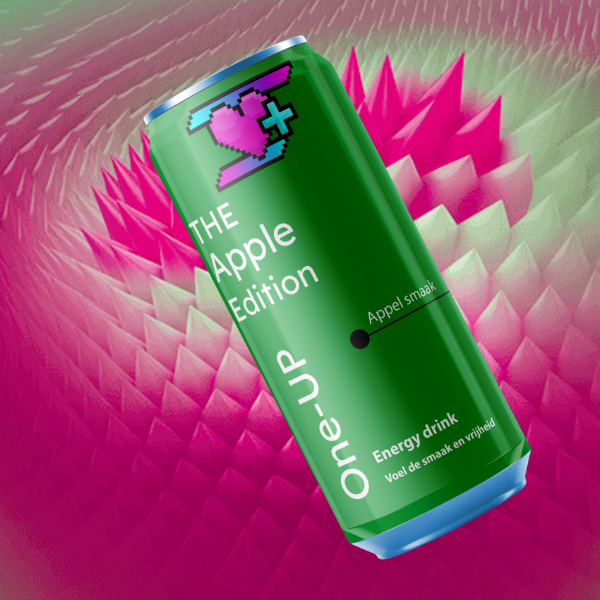 THE
Apple
Edition
One-UP
Appel smaak
Energy drink
Voel de smaak en vrijheid